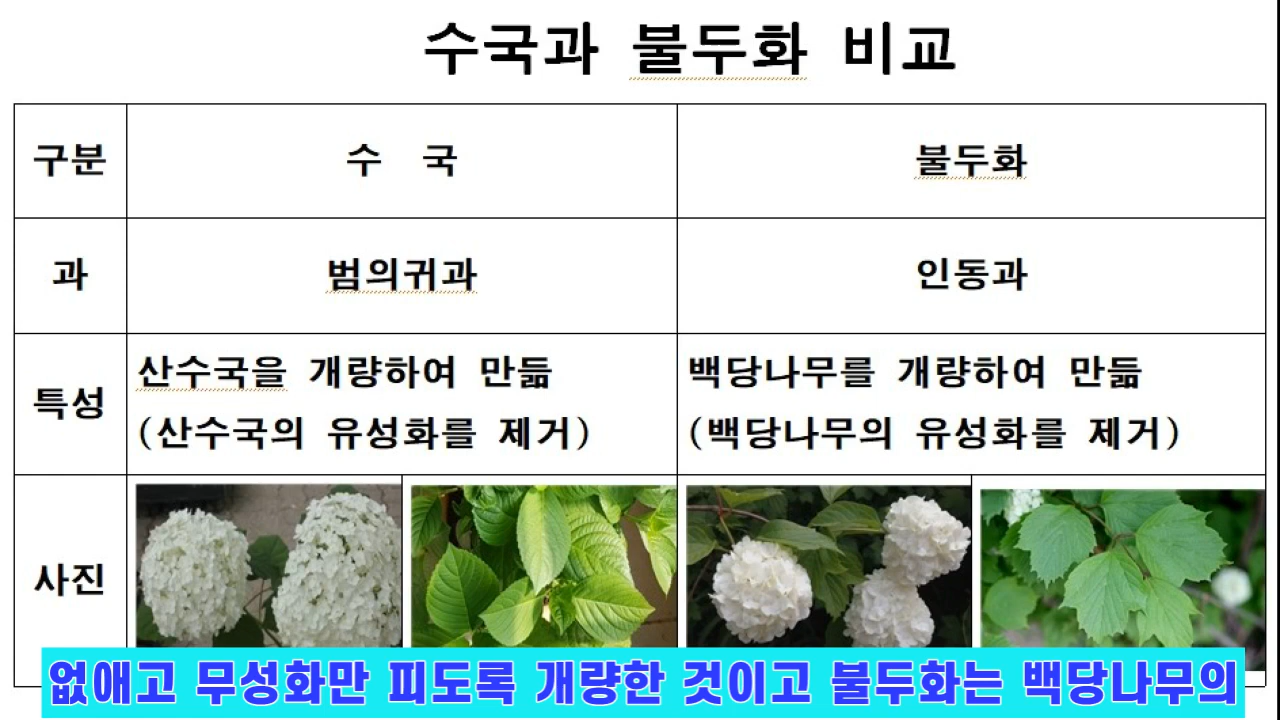 수국과 불두화 비교
구분 수 국 불두화
과 범의귀과 인동과
특성 산수국을 개량하여 만듦 (산수국의 유성화를 제거) 백당나무를 개량하여 만듦 (백당나무의 유성화를 제거)
사진
없애고 무성화만 피도록 개량한 것이고 불두화는 백당나무의